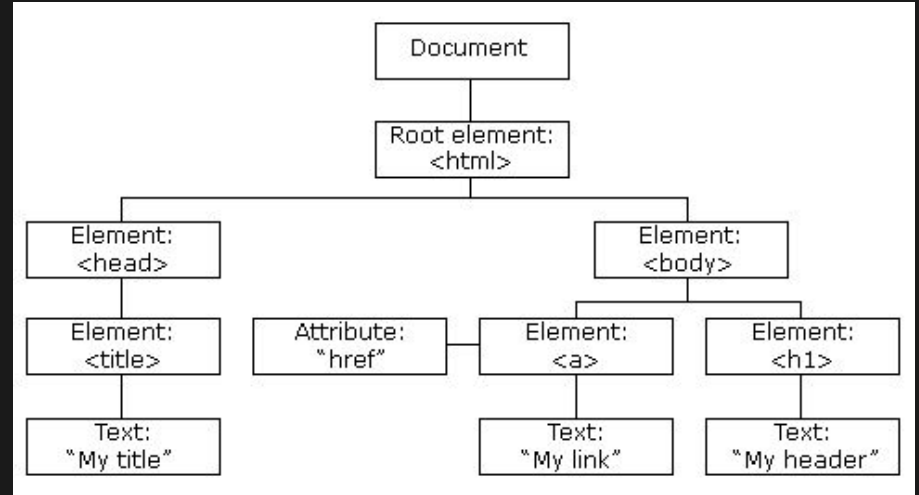 Document
Root element:
<html>
Element:
<head>
Element:
<body>
Element:
<title>
Attribute:
“href”
Element:
<a>
Element:
<h1>
Text:
“My title”
Text:
“My link”
Text:
“My header”